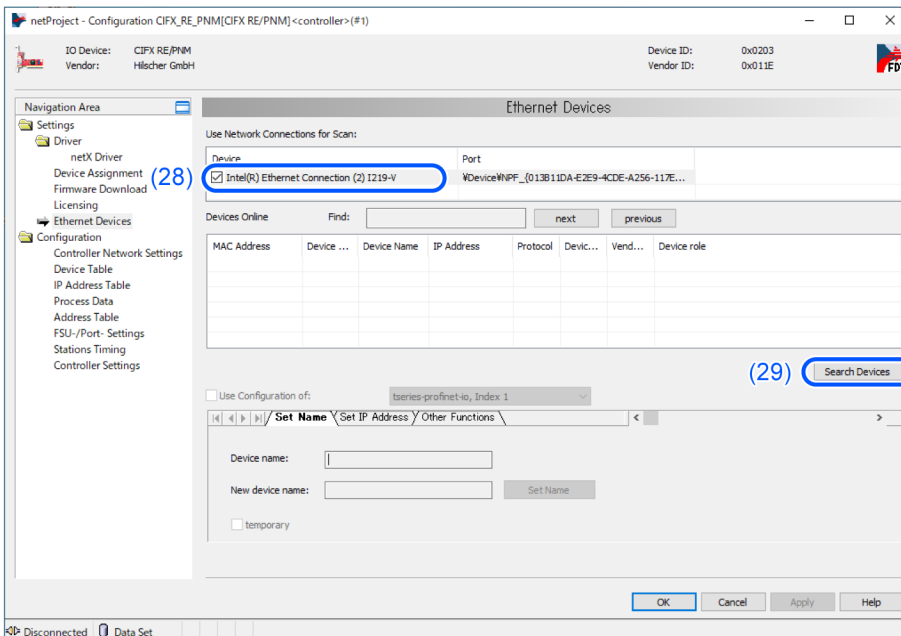 netProject - Configuration CIFX_RE_PNM[CIFX RE/PNM]<controller>(#1)
IO Device: CIFX RE/PNM Device ID: 0x0203
Vendor: Hilscher GmbH Vendor ID: 0x011E
FDT
Navigation Area
Settings
Driver
netX Driver
Device Assignment
Firmware Download
Licensing
Ethernet Devices
Configuration
Controller Network Settings
Device Table
IP Address Table
Process Data
Address Table
FSU-/Port- Settings
Stations Timing
Controller Settings
Ethernet Devices
Use Network Connections for Scan:
Device Port
(28) Intel(R) Ethernet Connection (2) I219-V ¥Device¥NPF_{013B11DA-E2E9-4CDE-A256-117E...
Devices Online Find: next previous
MAC Address Device ... Device Name IP Address Protocol Devic... Vend... Device role
(29) Search Devices
Use Configuration of: tseries-profinet-io, Index 1
Set Name Set IP Address Other Functions
Device name:
New device name: Set Name
temporary
OK Cancel Apply Help
Disconnected Data Set